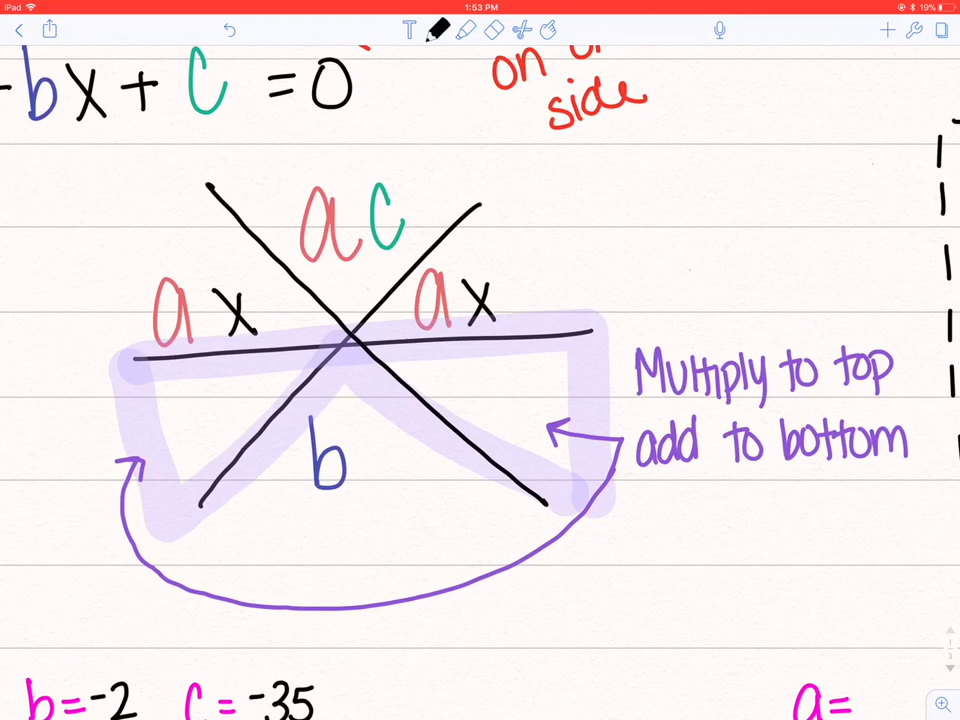 iPad 1:53 PM 19%
T
bx + c = 0
on
side
ac
ax ax
Multiply to top
add to bottom
b
b = -2 c = -35 a =